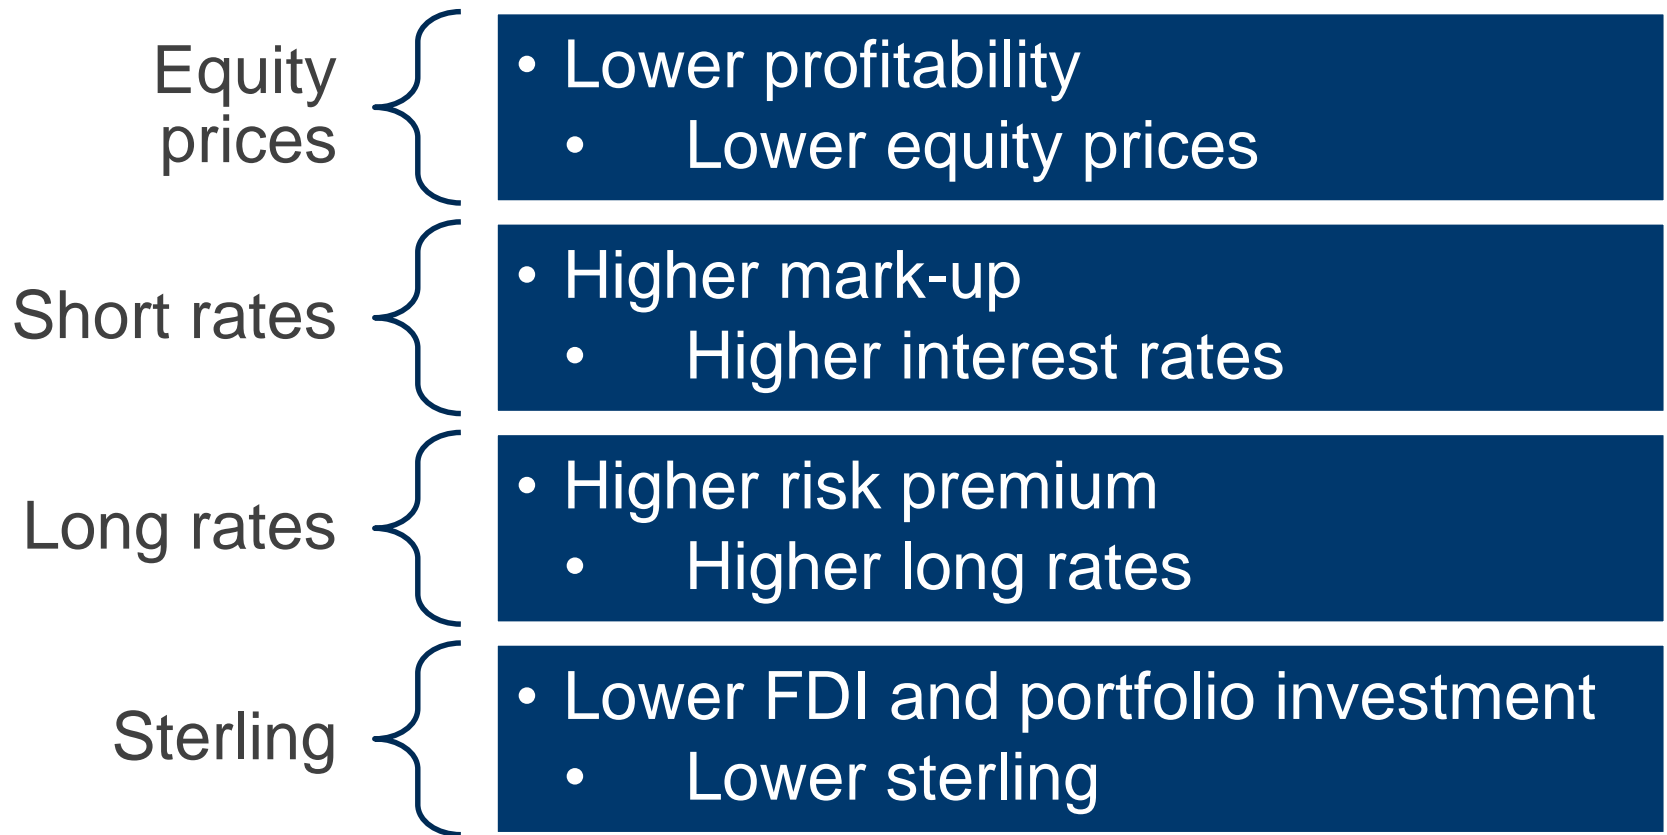 Equity
prices
• Lower profitability
• Lower equity prices
Short rates
• Higher mark-up
• Higher interest rates
Long rates
• Higher risk premium
• Higher long rates
Sterling
• Lower FDI and portfolio investment
• Lower sterling